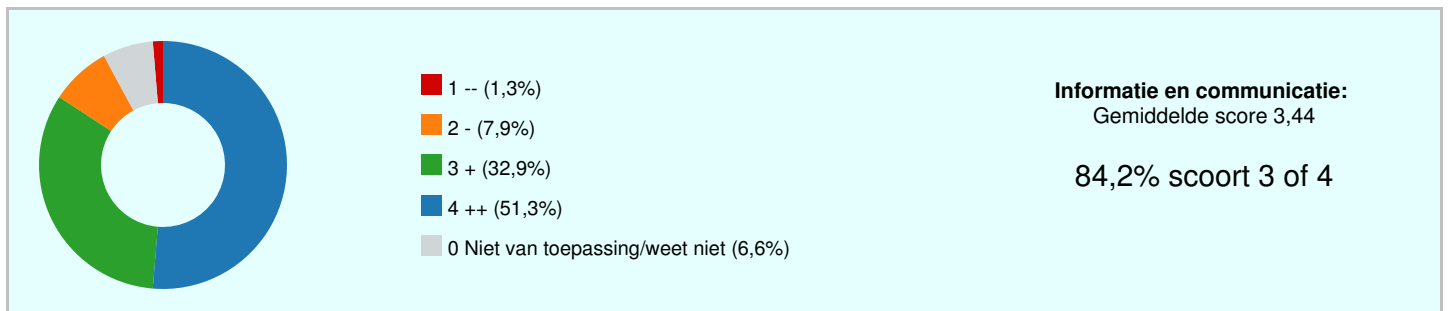 1 -- (1,3%)
2 - (7,9%)
3 + (32,9%)
4 ++ (51,3%)
0 Niet van toepassing/weet niet (6,6%)
Informatie en communicatie:
Gemiddelde score 3,44
84,2% scoort 3 of 4